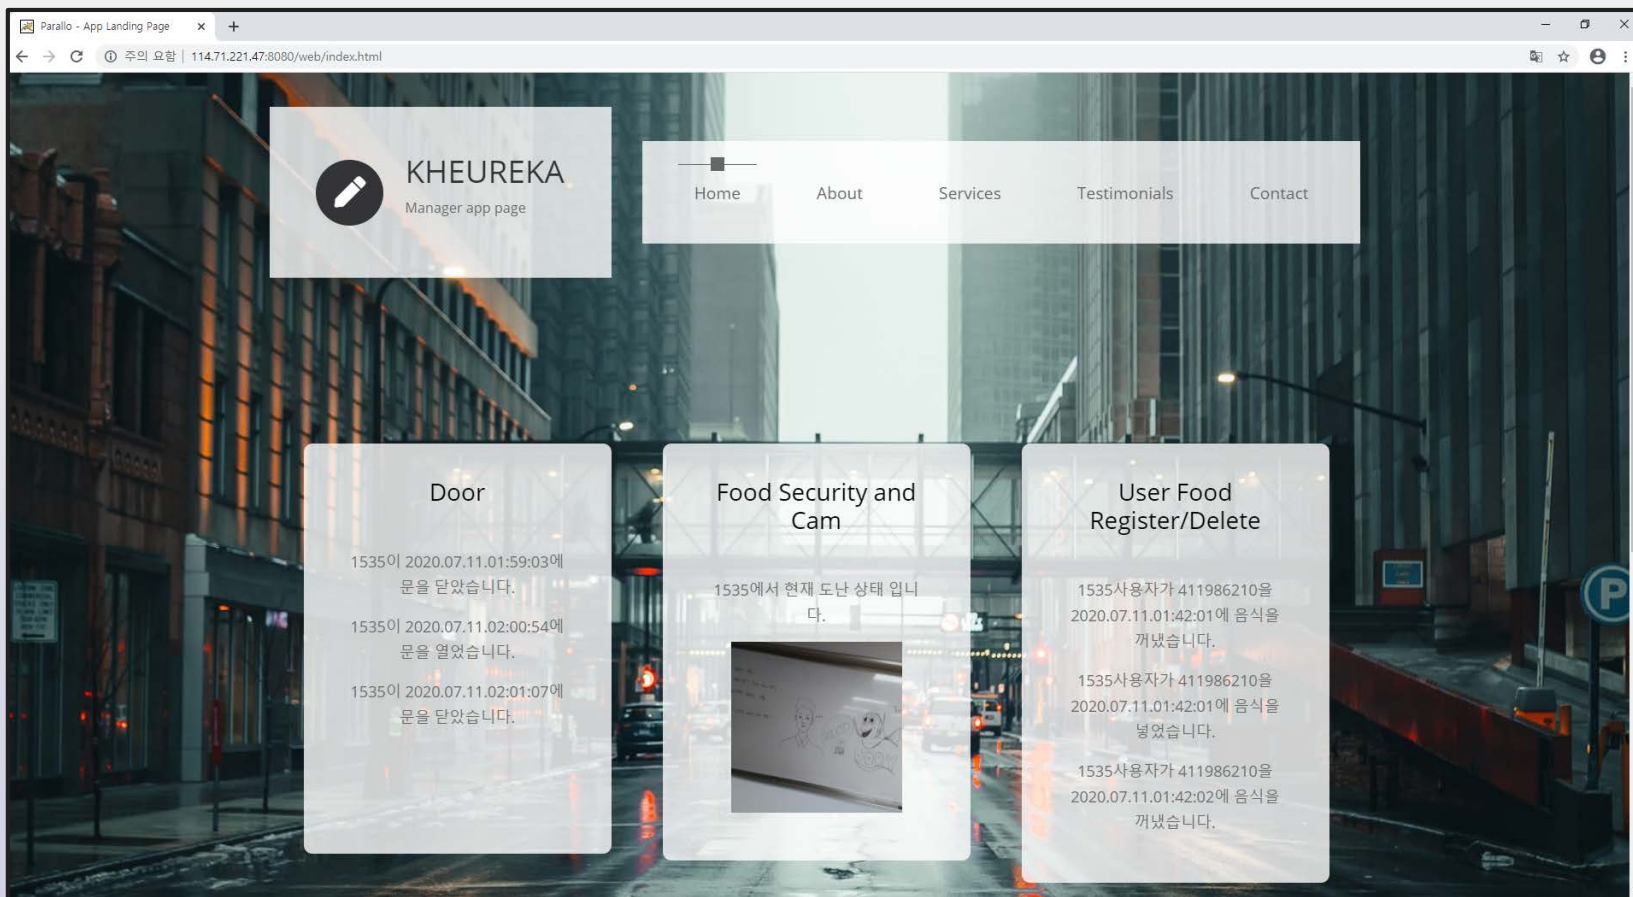 Parallo - App Landing Page
주의 요함 | 114.71.221.47:8080/web/index.html
KHEUREKA
Manager app page
Home
About
Services
Testimonials
Contact
Door
1535이 2020.07.11.01:59:03에
문을 닫았습니다.
1535이 2020.07.11.02:00:54에
문을 열었습니다.
1535이 2020.07.11.02:01:07에
문을 닫았습니다.
Food Security and
Cam
1535에서 현재 도난 상태 입니
다.
User Food
Register/Delete
1535사용자가 411986210을
2020.07.11.01:42:01에 음식을
꺼냈습니다.
1535사용자가 411986210을
2020.07.11.01:42:01에 음식을
넣었습니다.
1535사용자가 411986210을
2020.07.11.01:42:02에 음식을
꺼냈습니다.
P